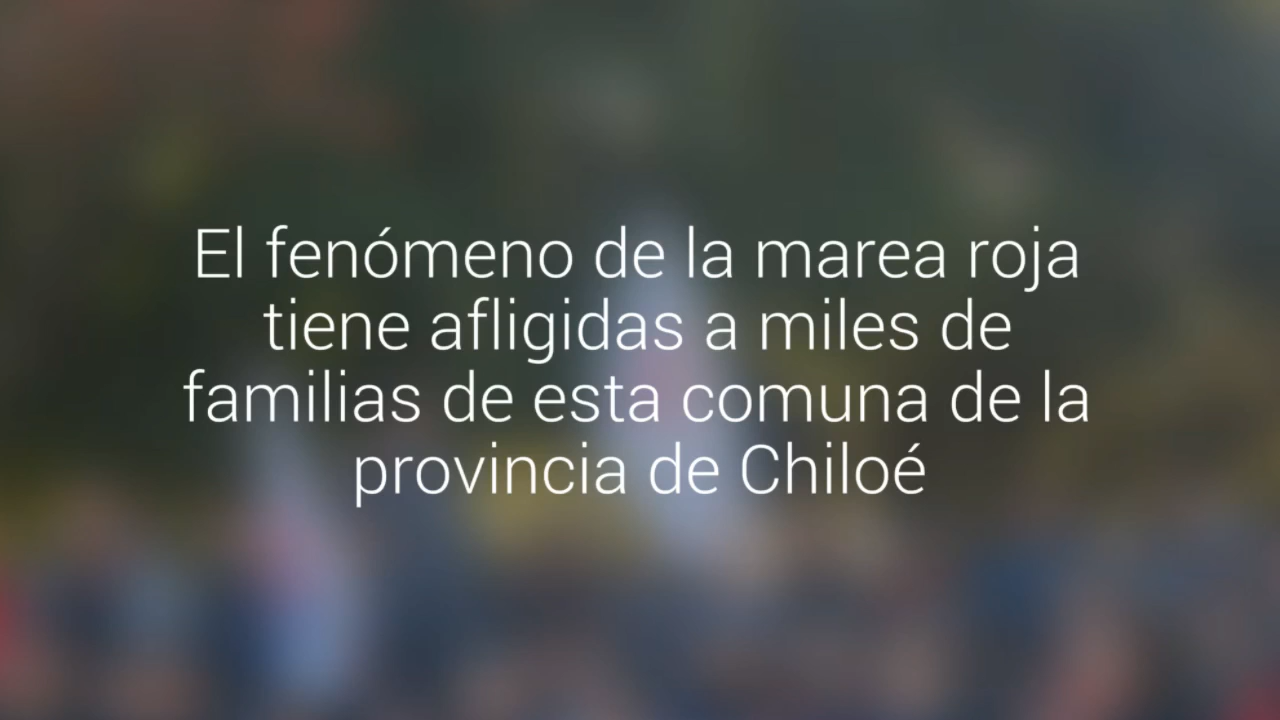 El fenómeno de la marea roja
tiene afligidas a miles de
familias de esta comuna de la
provincia de Chiloé